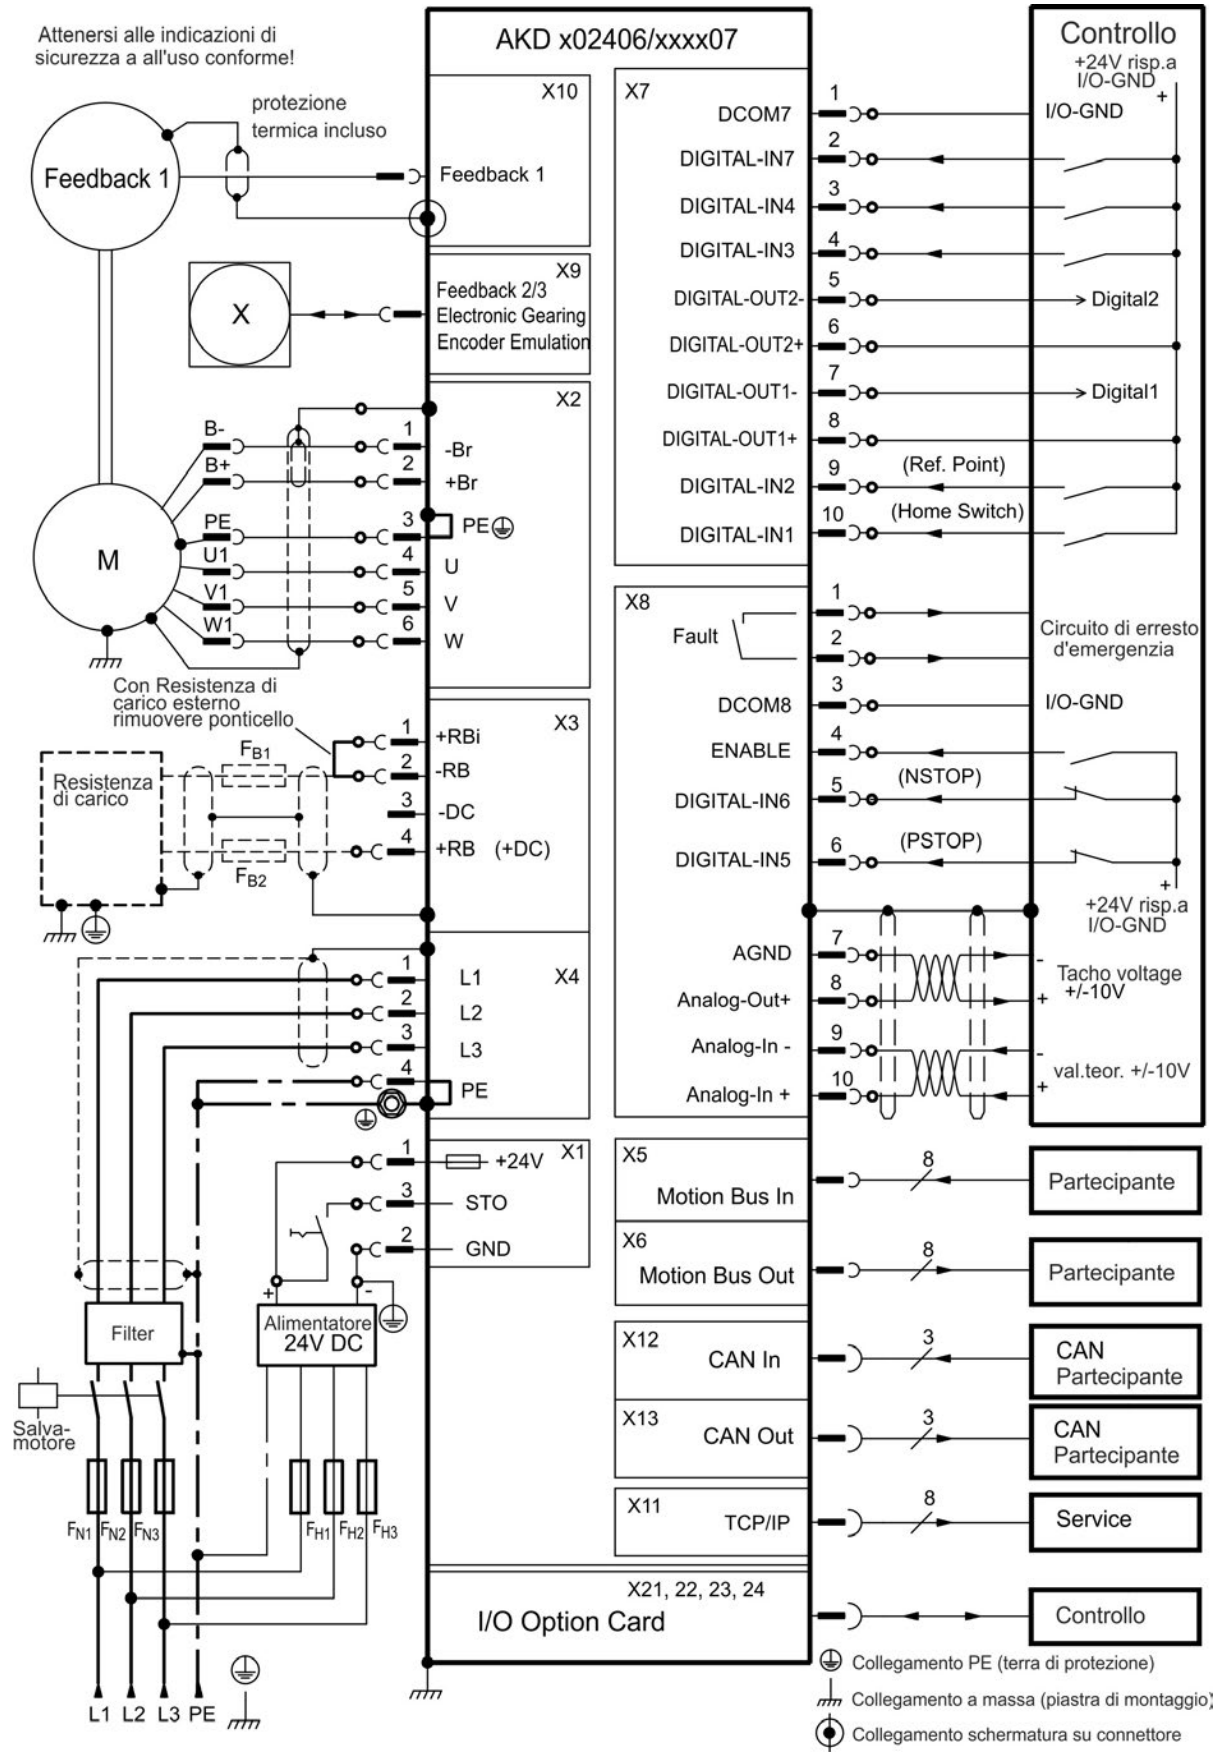 Attenersi alle indicazioni di
sicurezza a all'uso conforme!
AKD x02406/xxxx07
Controllo
+24V risp.a
I/O-GND
+
I/O-GND
protezione
termica incluso
Feedback 1
X10
Feedback 1
X9
Feedback 2/3
Electronic Gearing
Encoder Emulation
X
X2
B-
1
-Br
B+
2
+Br
PE
3
PE
U1
4
U
V1
5
V
W1
6
W
M
Con Resistenza di
carico esterno
rimuovere ponticello
X3
1
+RBi
FB1
2
-RB
Resistenza
di carico
3
-DC
4
+RB (+DC)
FB2
X4
1
L1
2
L2
3
L3
4
PE
X1
1
+24V
3
STO
2
GND
+
-
Alimentatore
24V DC
Filter
Salva-
motore
FN1
FN2
FN3
FH1
FH2
FH3
L1 L2 L3 PE
X7
DCOM7
1
DIGITAL-IN7
2
DIGITAL-IN4
3
DIGITAL-IN3
4
DIGITAL-OUT2-
5
Digital2
DIGITAL-OUT2+
6
DIGITAL-OUT1-
7
Digital1
DIGITAL-OUT1+
8
DIGITAL-IN2
9
(Ref. Point)
DIGITAL-IN1
10
(Home Switch)
X8
Fault
1
2
Circuito di erresto
d'emergenzia
DCOM8
3
I/O-GND
ENABLE
4
DIGITAL-IN6
5
(NSTOP)
DIGITAL-IN5
6
(PSTOP)
+
+24V risp.a
I/O-GND
AGND
7
-
Tacho voltage
+/-10V
Analog-Out+
8
+
Analog-In -
9
-
val.teor. +/-10V
Analog-In +
10
+
X5
Motion Bus In
8
Partecipante
X6
Motion Bus Out
8
Partecipante
X12
CAN In
3
CAN
Partecipante
X13
CAN Out
3
CAN
Partecipante
X11
TCP/IP
8
Service
X21, 22, 23, 24
I/O Option Card
Controllo
Collegamento PE (terra di protezione)
Collegamento a massa (piastra di montaggio)
Collegamento schermatura su connettore